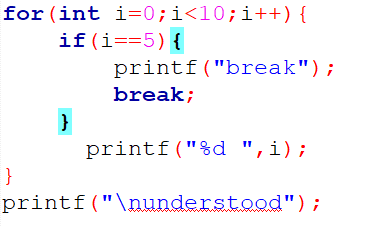 for(int i=0;i<10;i++){
if(i==5){
printf("break");
break;
}
printf("%d ",i);
}
printf("\nunderstood");